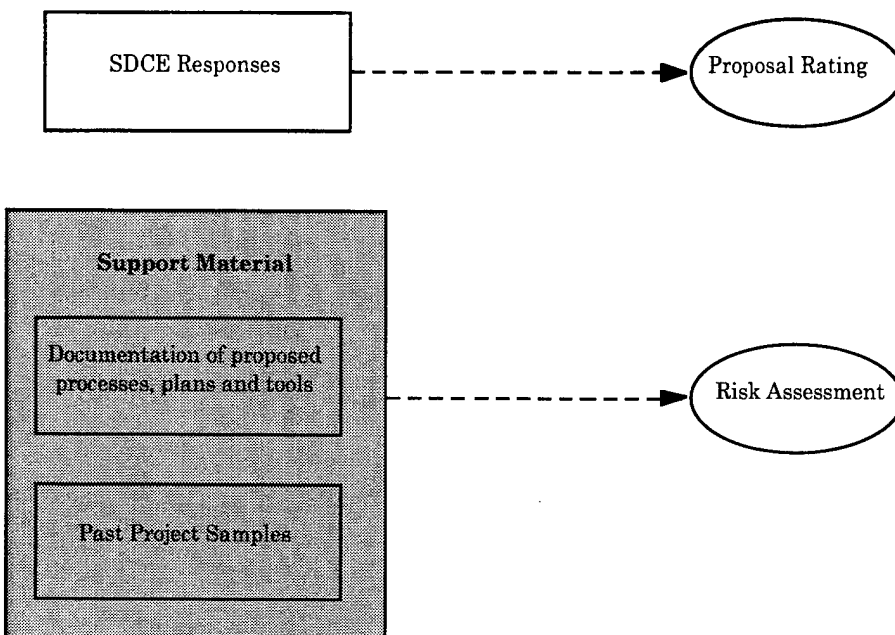 SDCE Responses
Proposal Rating
Support Material
Documentation of proposed
processes, plans and tools
Risk Assessment
Past Project Samples